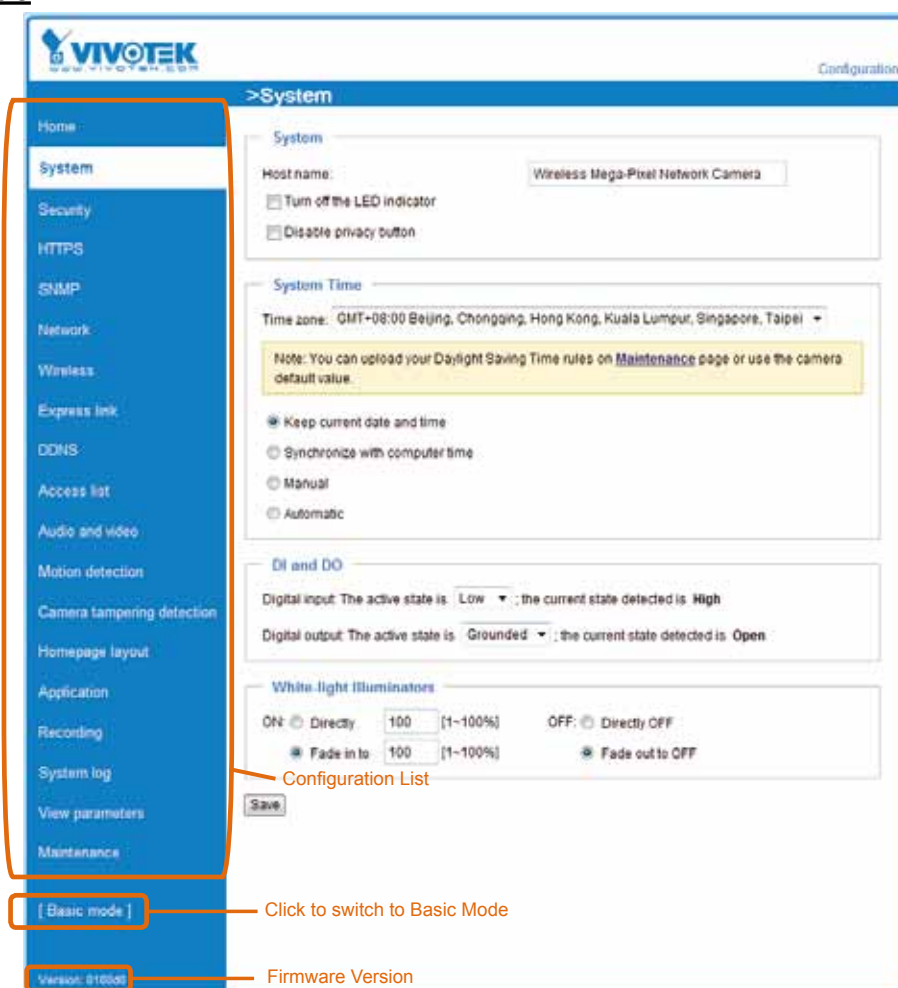 VIVOTEK
www.vivotek.com
Configuration
>System
Home
System
Security
HTTPS
SNMP
Network
Wireless
Express link
DDNS
Access list
Audio and video
Motion detection
Camera tampering detection
Homepage layout
Application
Recording
System log
View parameters
Maintenance
[ Basic mode ]
Version:
System
Host name: Wireless Mega-Pixel Network Camera
Turn off the LED indicator
Disable privacy button
System Time
Time zone: GMT+08:00 Beijing, Chongqing, Hong Kong, Kuala Lumpur, Singapore, Taipei
Note: You can upload your Daylight Saving Time rules on Maintenance page or use the camera
default value.
Keep current date and time
Synchronize with computer time
Manual
Automatic
DI and DO
Digital input: The active state is Low ; the current state detected is High
Digital output: The active state is Grounded ; the current state detected is Open
White-light Illuminators
ON: Directly 100 [1~100%] OFF: Directly OFF
Fade in to 100 [1~100%] Fade out to OFF
Save
Configuration List
Click to switch to Basic Mode
Firmware Version